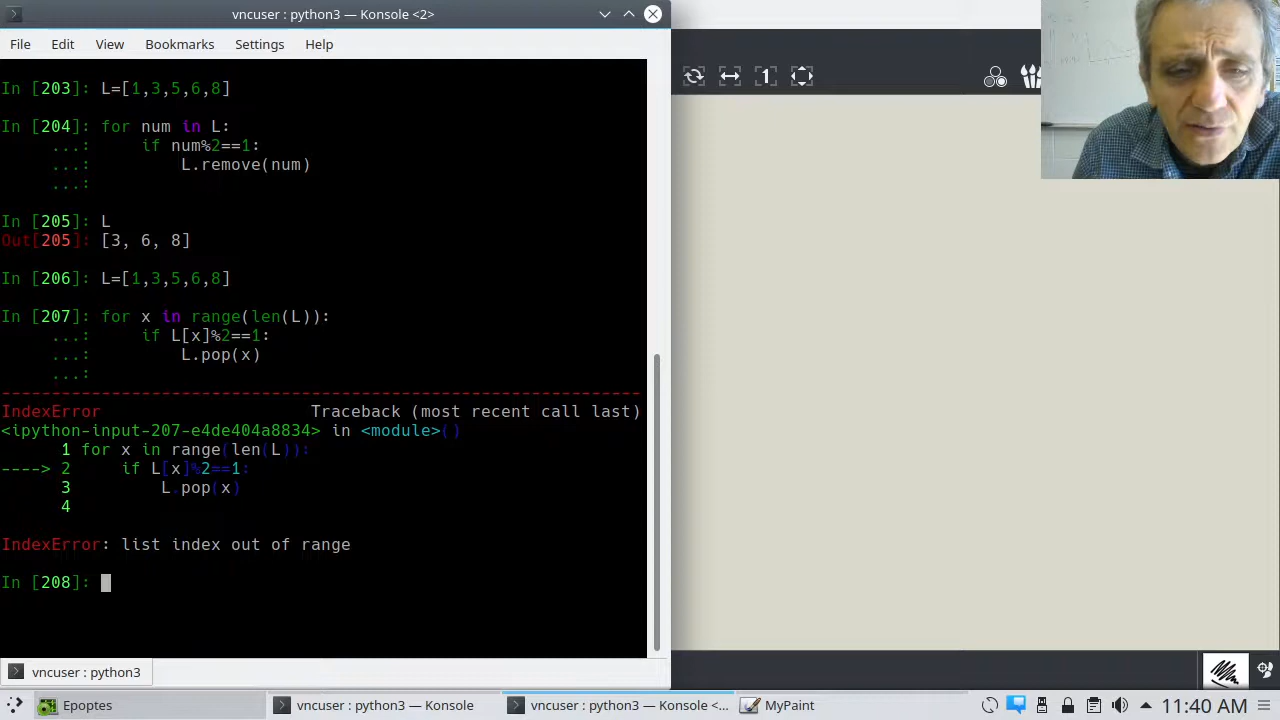 vncuser : python3 — Konsole <2>
File Edit View Bookmarks Settings Help
In [203]: L=[1,3,5,6,8]
In [204]: for num in L:
...: if num%2==1:
...: L.remove(num)
...:
In [205]: L
Out[205]: [3, 6, 8]
In [206]: L=[1,3,5,6,8]
In [207]: for x in range(len(L)):
...: if L[x]%2==1:
...: L.pop(x)
...:
---------------------------------------------------------------------------
IndexError Traceback (most recent call last)
<ipython-input-207-e4de404a8834> in <module>()
1 for x in range(len(L)):
----> 2 if L[x]%2==1:
3 L.pop(x)
4
IndexError: list index out of range
In [208]:
vncuser : python3
Epoptes
vncuser : python3 — Konsole
vncuser : python3 — Konsole <...
MyPaint
11:40 AM
1